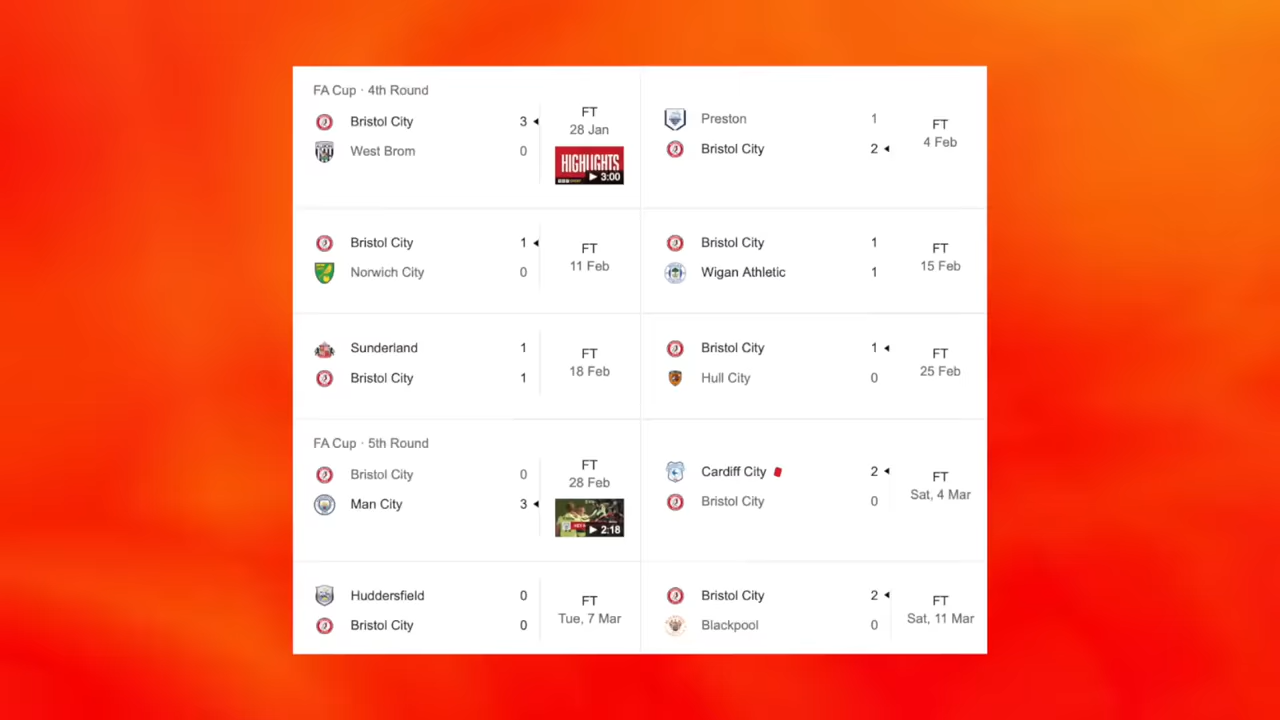 FA Cup · 4th Round
Bristol City 3
West Brom 0
FT
28 Jan
HIGHLIGHTS
3:00
Preston 1
Bristol City 2
FT
4 Feb
Bristol City 1
Norwich City 0
FT
11 Feb
Bristol City 1
Wigan Athletic 1
FT
15 Feb
Sunderland 1
Bristol City 1
FT
18 Feb
Bristol City 1
Hull City 0
FT
25 Feb
FA Cup · 5th Round
Bristol City 0
Man City 3
FT
28 Feb
2:18
Cardiff City 2
Bristol City 0
FT
Sat, 4 Mar
Huddersfield 0
Bristol City 0
FT
Tue, 7 Mar
Bristol City 2
Blackpool 0
FT
Sat, 11 Mar